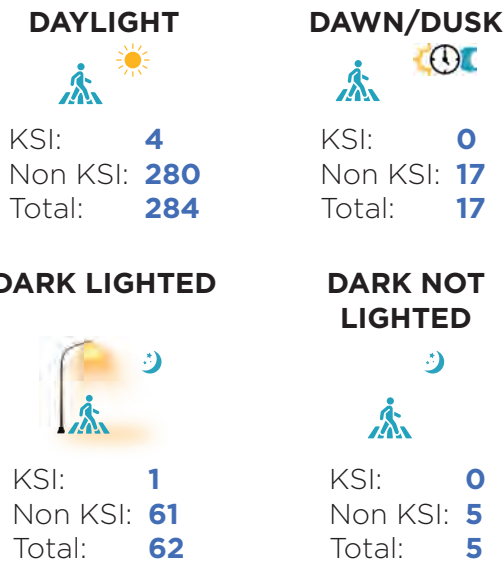 DAYLIGHT
KSI: 4
Non KSI: 280
Total: 284
DAWN/DUSK
KSI: 0
Non KSI: 17
Total: 17
DARK LIGHTED
KSI: 1
Non KSI: 61
Total: 62
DARK NOT
LIGHTED
KSI: 0
Non KSI: 5
Total: 5